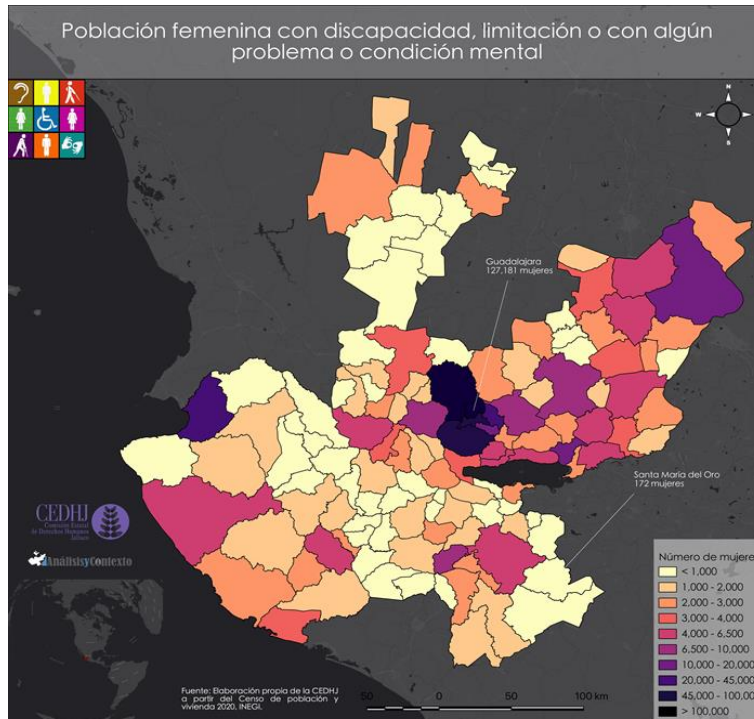 Población femenina con discapacidad, limitación o con algún
problema o condición mental
N
W
E
S
Guadalajara
127,181 mujeres
Santa María del Oro
172 mujeres
CEDHJ
Comisión Estatal
de Derechos Humanos
Jalisco
AnálisisyContexto
Número de mujere
< 1,000
1,000 - 2,000
2,000 - 3,000
3,000 - 4,000
4,000 - 6,500
6,500 - 10,000
10,000 - 20,000
20,000 - 45,000
45,000 - 100,00
> 100,000
Fuente: Elaboración propia de la CEDHJ
a partir del Censo de población y
vivienda 2020, INEGI.
50 0 50 100 km